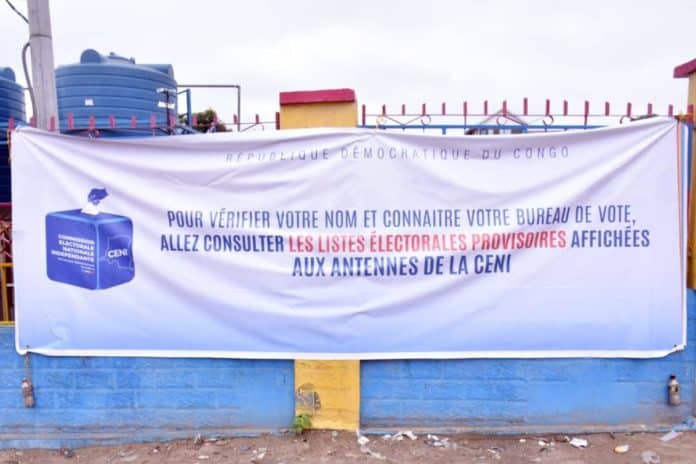 RÉPUBLIQUE DÉMOCRATIQUE DU CONGO
POUR VÉRIFIER VOTRE NOM ET CONNAITRE VOTRE BUREAU DE VOTE,
ALLEZ CONSULTER LES LISTES ÉLECTORALES PROVISOIRES AFFICHÉES
AUX ANTENNES DE LA CENI
COMMISSION
ÉLECTORALE
NATIONALE
INDÉPENDANTE
CENI